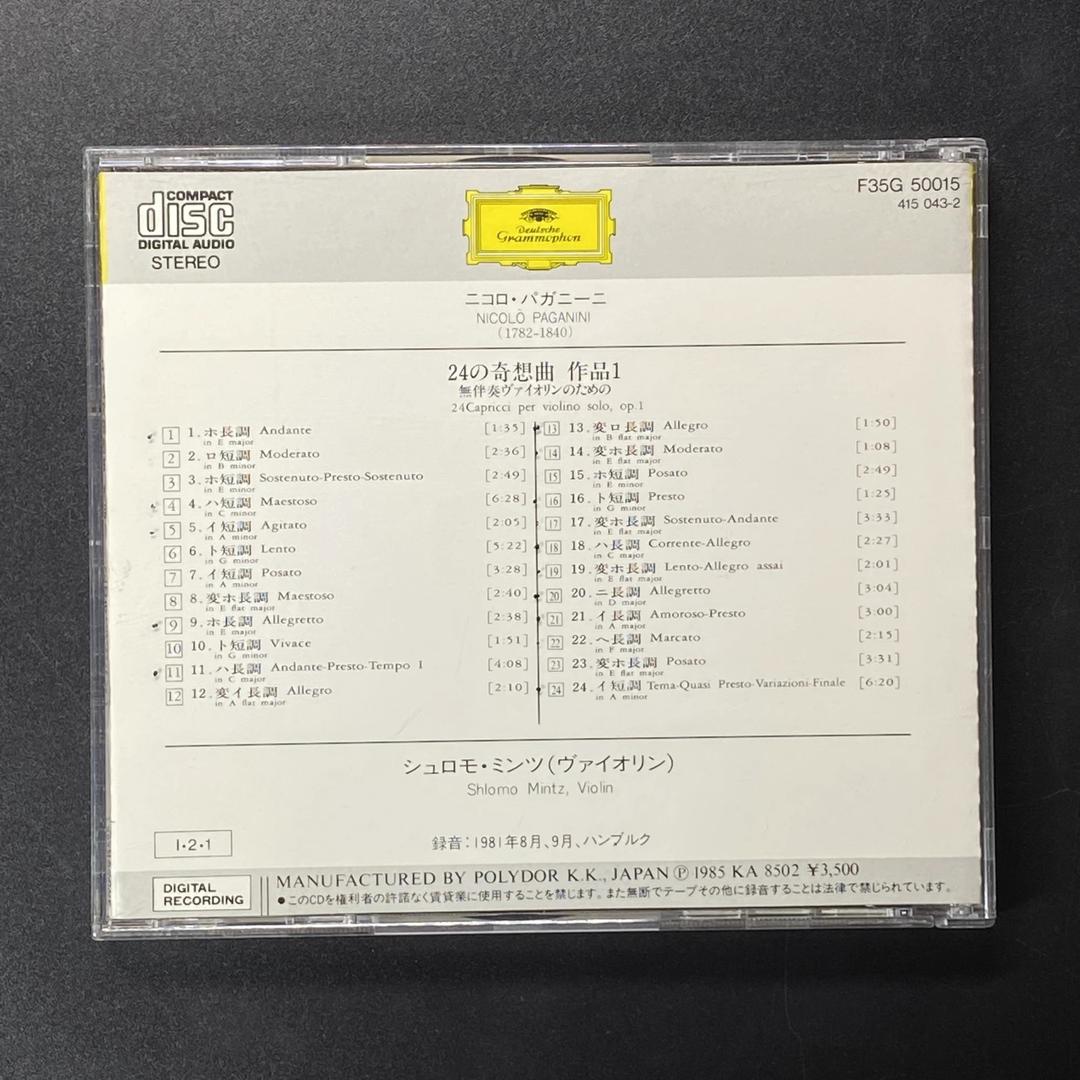 COMPACT
disc
DIGITAL AUDIO
STEREO
Deutsche
Grammophon
F35G 50015
415 043-2
ニコロ・パガニーニ
NICOLÒ PAGANINI
(1782-1840)
24の奇想曲 作品1
無伴奏ヴァイオリンのための
24Capricci per violino solo, op.1
1 1. ホ長調 Andante [1:35]
in E major
2 2. ロ短調 Moderato [2:36]
in B minor
3 3. ホ短調 Sostenuto-Presto-Sostenuto [2:49]
in E minor
4 4. ハ短調 Maestoso [6:28]
in C minor
5 5. イ短調 Agitato [2:05]
in A minor
6 6. ト短調 Lento [5:22]
in G minor
7 7. イ短調 Posato [3:28]
in A minor
8 8. 変ホ長調 Maestoso [2:40]
in E flat major
9 9. ホ長調 Allegretto [2:38]
in E major
10 10. ト短調 Vivace [1:51]
in G minor
11 11. ハ長調 Andante-Presto-Tempo I [4:08]
in C major
12 12. 変イ長調 Allegro [2:10]
in A flat major
13 13. 変ロ長調 Allegro [1:50]
in B flat major
14 14. 変ホ長調 Moderato [1:08]
in E flat major
15 15. ホ短調 Posato [2:49]
in E minor
16 16. ト短調 Presto [1:25]
in G minor
17 17. 変ホ長調 Sostenuto-Andante [3:33]
in E flat major
18 18. ハ長調 Corrente-Allegro [2:27]
in C major
19 19. 変ホ長調 Lento-Allegro assai [2:01]
in E flat major
20 20. ニ長調 Allegretto [3:04]
in D major
21 21. イ長調 Amoroso-Presto [3:00]
in A major
22 22. ヘ長調 Marcato [2:15]
in F major
23 23. 変ホ長調 Posato [3:31]
in E flat major
24 24. イ短調 Tema-Quasi Presto-Variazioni-Finale [6:20]
in A minor
シュロモ・ミンツ(ヴァイオリン)
Shlomo Mintz, Violin
録音:1981年8月、9月、ハンブルク
1・2・1
DIGITAL
RECORDING
MANUFACTURED BY POLYDOR K.K., JAPAN Ⓟ 1985 KA 8502 ¥3,500
●このCDを権利者の許諾なく賃貸業に使用することを禁じます。また無断でテープその他に録音することは法律で禁じられています。